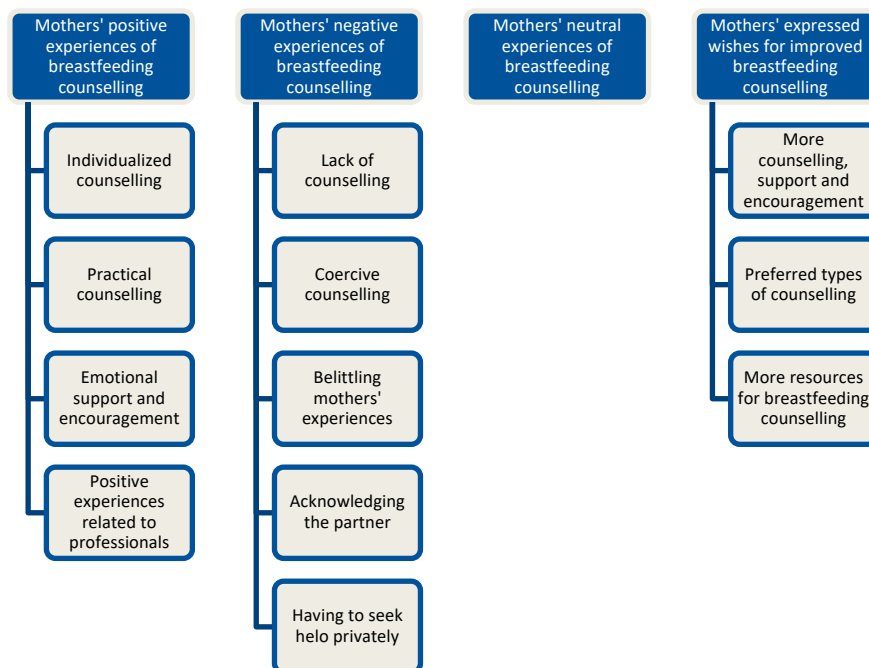 Mothers' positive
experiences of
breastfeeding
counselling
Individualized
counselling
Practical
counselling
Emotional
support and
encouragement
Positive
experiences
related to
professionals
Mothers' negative
experiences of
breastfeeding
counselling
Lack of
counselling
Coercive
counselling
Belittling
mothers'
experiences
Acknowledging
the partner
Having to seek
helo privately
Mothers' neutral
experiences of
breastfeeding
counselling
Mothers' expressed
wishes for improved
breastfeeding
counselling
More
counselling,
support and
encouragement
Preferred types
of counselling
More resources
for breastfeeding
counselling